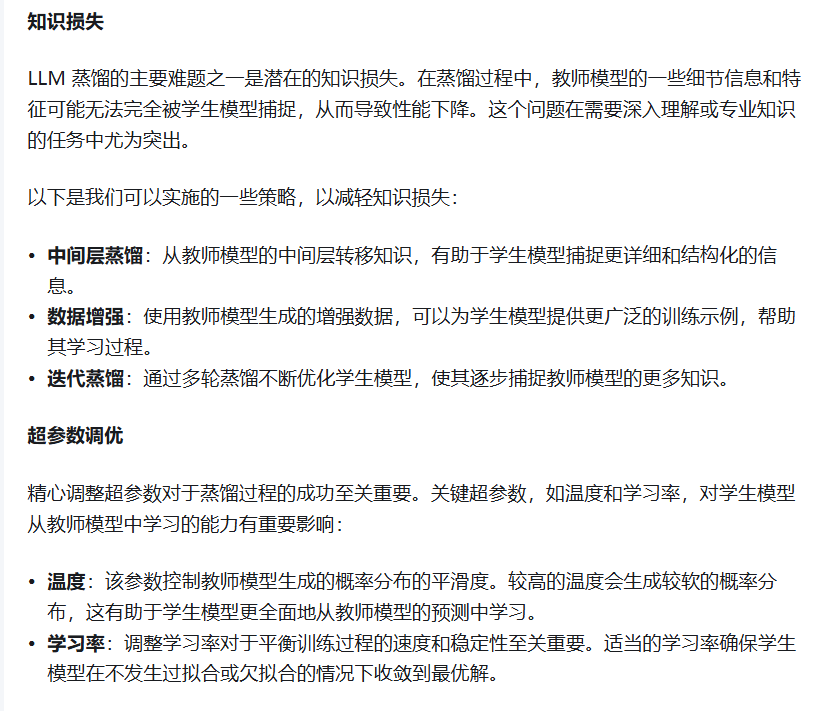 知识损失
LLM 蒸馏的主要难题之一是潜在的知识损失。在蒸馏过程中，教师模型的一些细节信息和特
征可能无法完全被学生模型捕捉，从而导致性能下降。这个问题在需要深入理解或专业知识
的任务中尤为突出。
以下是我们可以实施的一些策略，以减轻知识损失：
• 中间层蒸馏：从教师模型的中间层转移知识，有助于学生模型捕捉更详细和结构化的信
息。
• 数据增强：使用教师模型生成的增强数据，可以为学生模型提供更广泛的训练示例，帮助
其学习过程。
• 迭代蒸馏：通过多轮蒸馏不断优化学生模型，使其逐步捕捉教师模型的更多知识。
超参数调优
精心调整超参数对于蒸馏过程的成功至关重要。关键超参数，如温度和学习率，对学生模型
从教师模型中学习的能力有重要影响：
• 温度：该参数控制教师模型生成的概率分布的平滑度。较高的温度会生成较软的概率分
布，这有助于学生模型更全面地从教师模型的预测中学习。
• 学习率：调整学习率对于平衡训练过程的速度和稳定性至关重要。适当的学习率确保学生
模型在不发生过拟合或欠拟合的情况下收敛到最优解。